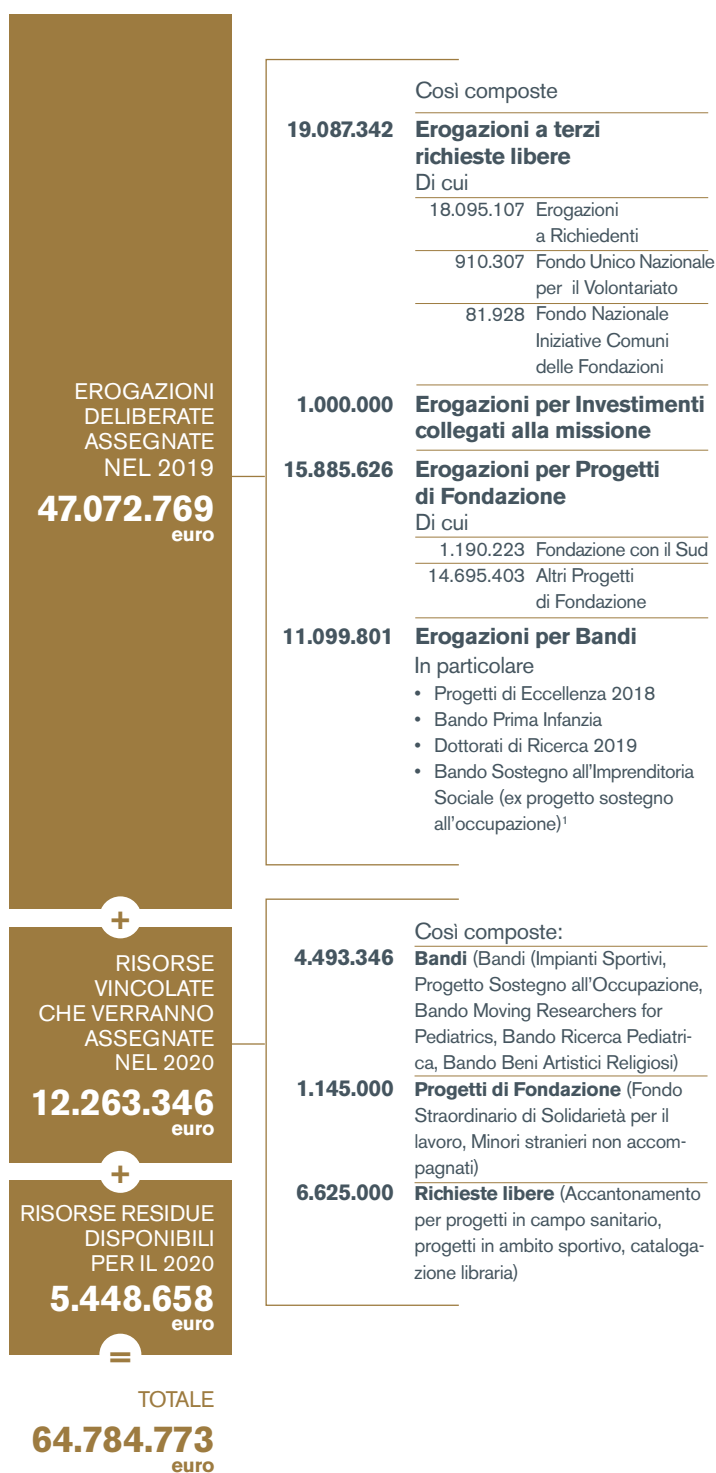 EROGAZIONI
DELIBERATE
ASSEGNATE
NEL 2019
47.072.769
euro
Così composte
19.087.342 Erogazioni a terzi
richieste libere
Di cui
18.095.107 Erogazioni
a Richiedenti
910.307 Fondo Unico Nazionale
per il Volontariato
81.928 Fondo Nazionale
Iniziative Comuni
delle Fondazioni
1.000.000 Erogazioni per Investimenti
collegati alla missione
15.885.626 Erogazioni per Progetti
di Fondazione
Di cui
1.190.223 Fondazione con il Sud
14.695.403 Altri Progetti
di Fondazione
11.099.801 Erogazioni per Bandi
In particolare
• Progetti di Eccellenza 2018
• Bando Prima Infanzia
• Dottorati di Ricerca 2019
• Bando Sostegno all'Imprenditoria
Sociale (ex progetto sostegno
all'occupazione)¹
+
RISORSE
VINCOLATE
CHE VERRANNO
ASSEGNATE
NEL 2020
12.263.346
euro
Così composte:
4.493.346 Bandi (Bandi (Impianti Sportivi,
Progetto Sostegno all'Occupazione,
Bando Moving Researchers for
Pediatrics, Bando Ricerca Pediatri-
ca, Bando Beni Artistici Religiosi)
1.145.000 Progetti di Fondazione (Fondo
Straordinario di Solidarietà per il
lavoro, Minori stranieri non accom-
pagnati)
6.625.000 Richieste libere (Accantonamento
per progetti in campo sanitario,
progetti in ambito sportivo, cataloga-
zione libraria)
+
RISORSE RESIDUE
DISPONIBILI
PER IL 2020
5.448.658
euro
=
TOTALE
64.784.773
euro